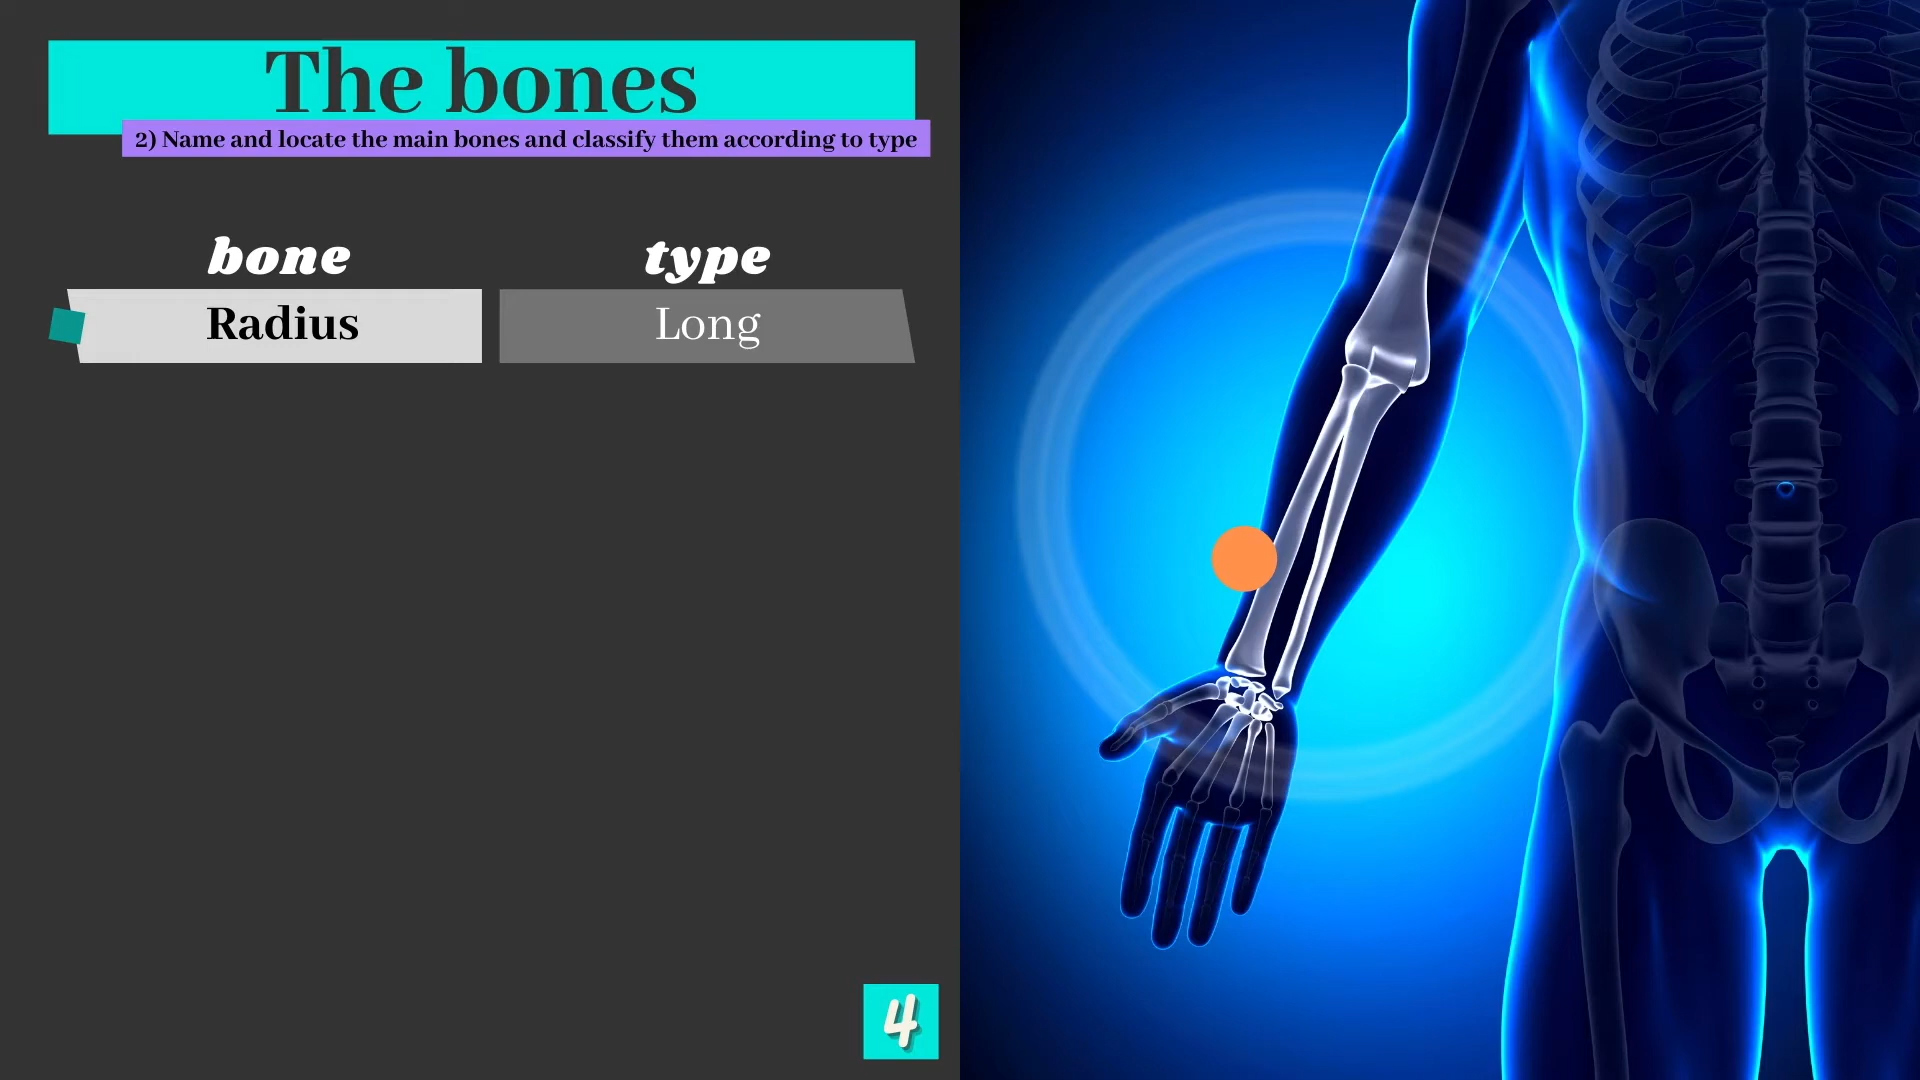 The bones
2) Name and locate the main bones and classify them according to type
bone type
Radius Long
4